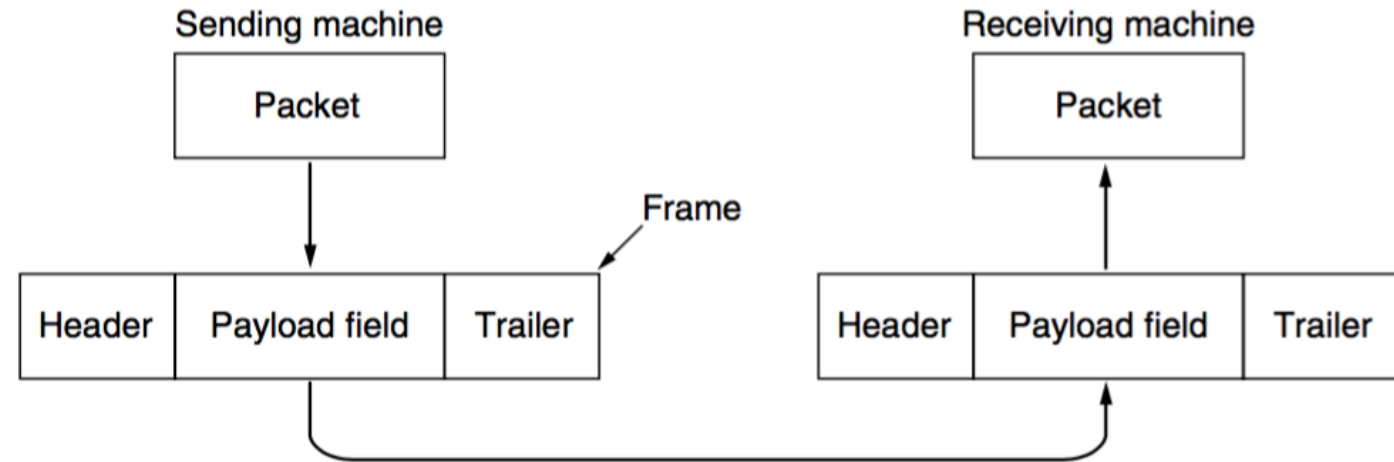 Sending machine
Receiving machine
Packet
Packet
Frame
Header
Payload field
Trailer
Header
Payload field
Trailer